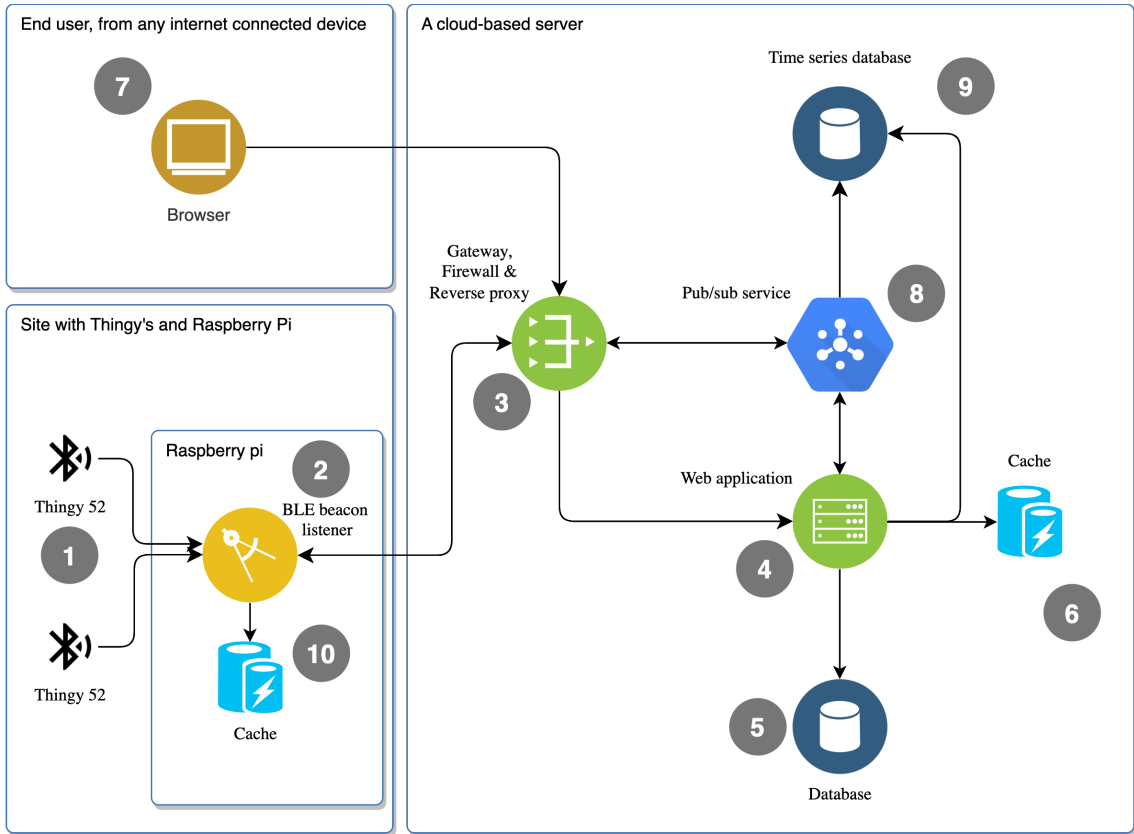 End user, from any internet connected device
7
Browser
Site with Thingy's and Raspberry Pi
Raspberry pi
2
BLE beacon
listener
Thingy 52
1
Thingy 52
10
Cache
A cloud-based server
Time series database
9
Gateway,
Firewall &
Reverse proxy
3
Pub/sub service
8
Web application
4
Cache
6
5
Database